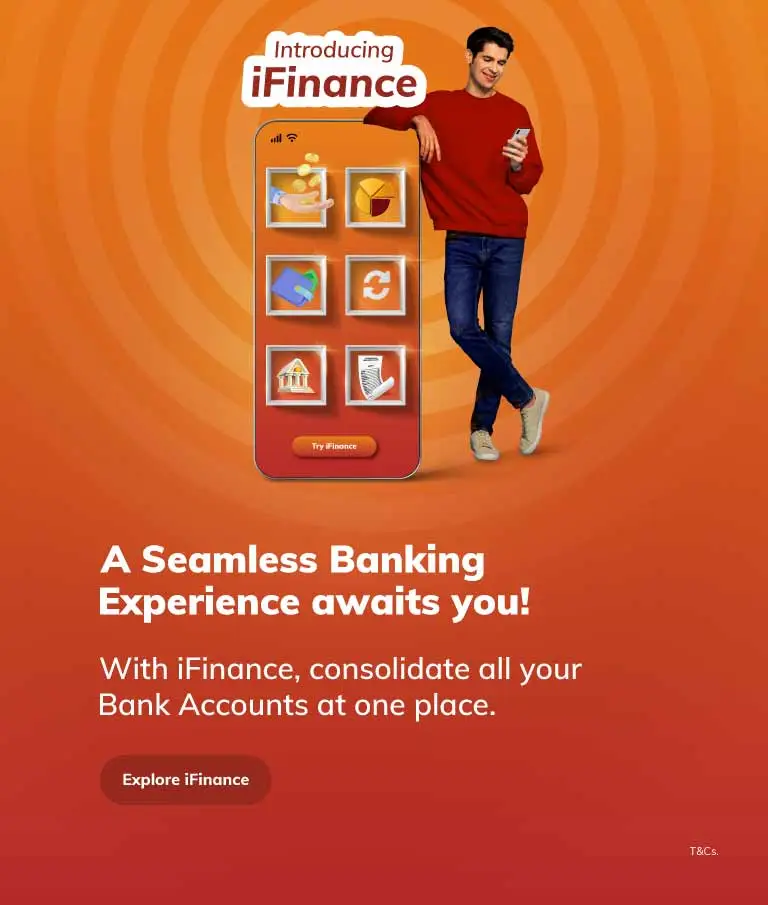 Introducing
iFinance
Try iFinance
A Seamless Banking
Experience awaits you!
With iFinance, consolidate all your
Bank Accounts at one place.
Explore iFinance
T&Cs.